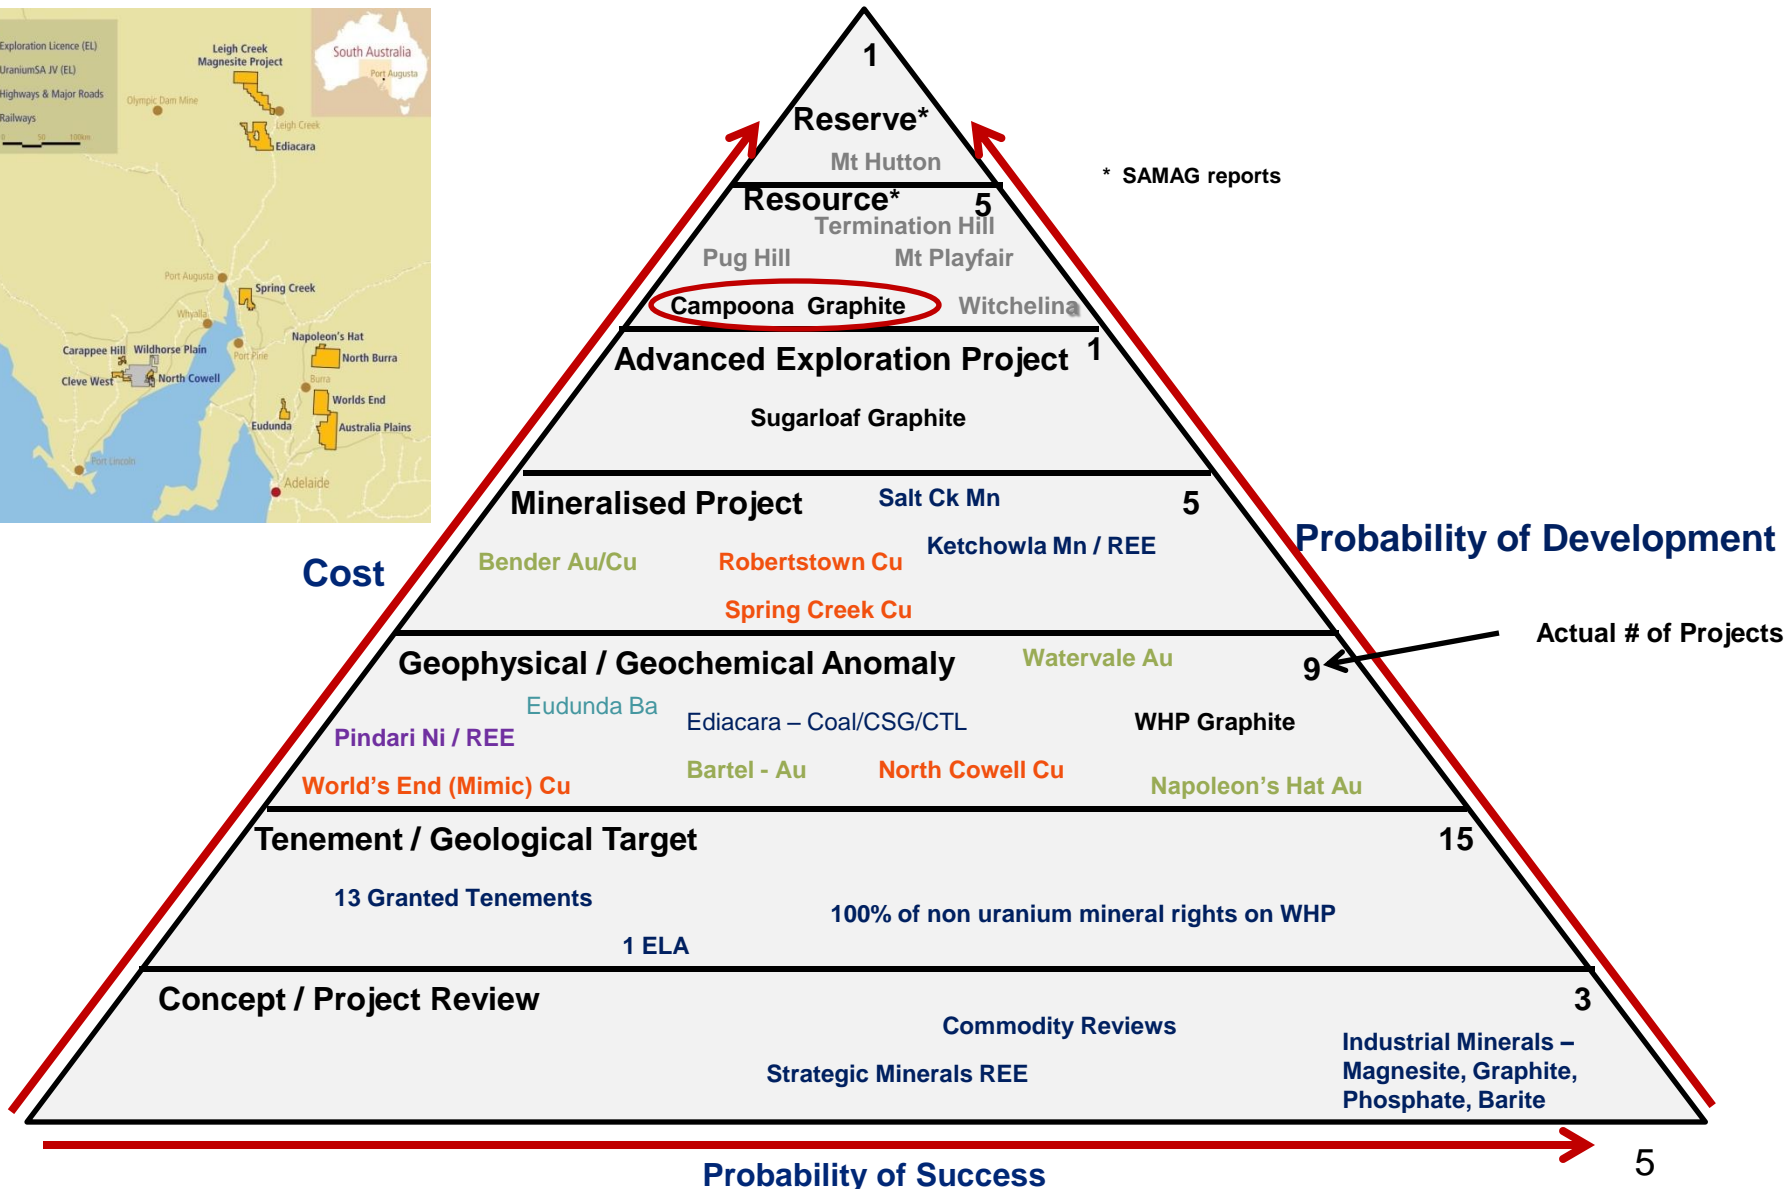 Exploration Licence (EL)
UraniumSA JV (EL)
Highways & Major Roads
Railways
0 50 100km
Leigh Creek
Magnesite Project
South Australia
Port Augusta
Olympic Dam Mine
Leigh Creek
Ediacara
Port Augusta
Spring Creek
Whyalla
Napoleon's Hat
Carappee Hill
Wildhorse Plain
Port Pirie
North Burra
Cleve West
North Cowell
Burra
Worlds End
Eudunda
Australia Plains
Port Lincoln
Adelaide
1
Reserve*
Mt Hutton
* SAMAG reports
Resource*
5
Termination Hill
Pug Hill
Mt Playfair
Campoona Graphite
Witchelina
Advanced Exploration Project
1
Sugarloaf Graphite
Mineralised Project
Salt Ck Mn
5
Ketchowla Mn / REE
Bender Au/Cu
Robertstown Cu
Spring Creek Cu
Cost
Probability of Development
Actual # of Projects
Geophysical / Geochemical Anomaly
Watervale Au
9
Eudunda Ba
Ediacara – Coal/CSG/CTL
WHP Graphite
Pindari Ni / REE
World's End (Mimic) Cu
Bartel - Au
North Cowell Cu
Napoleon's Hat Au
Tenement / Geological Target
15
13 Granted Tenements
100% of non uranium mineral rights on WHP
1 ELA
Concept / Project Review
3
Commodity Reviews
Strategic Minerals REE
Industrial Minerals –
Magnesite, Graphite,
Phosphate, Barite
Probability of Success
5